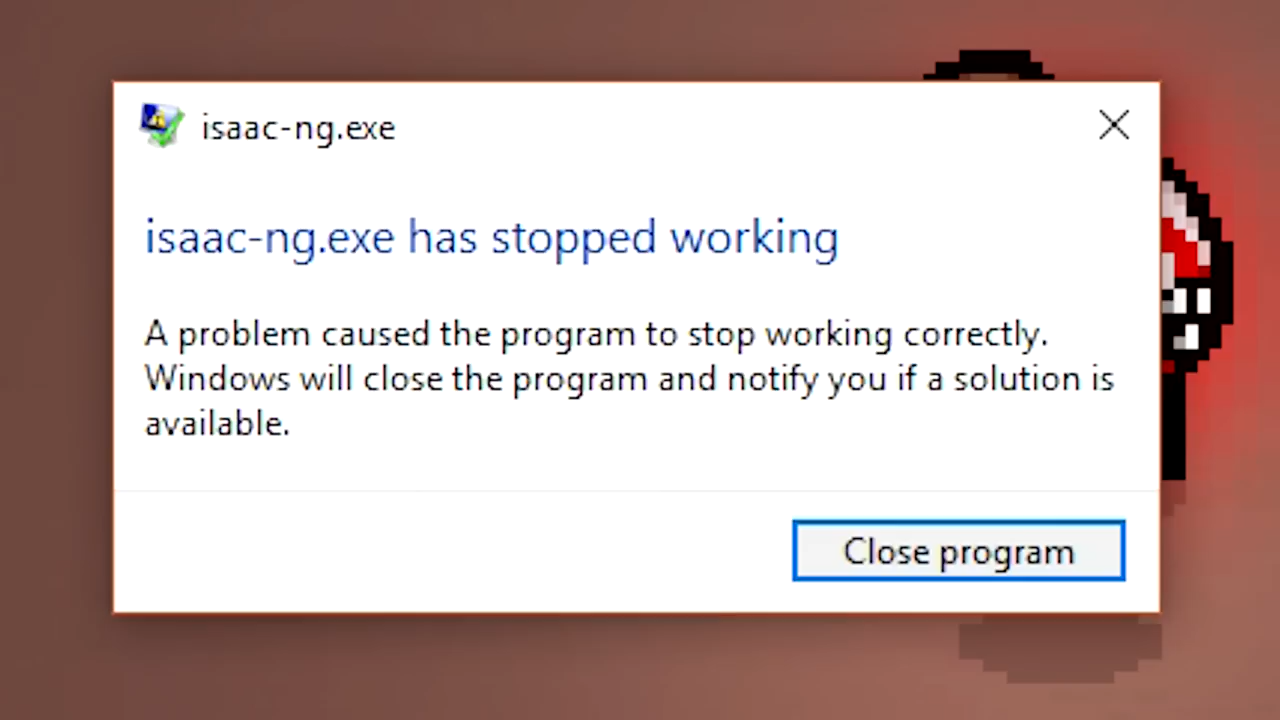 isaac-ng.exe
isaac-ng.exe has stopped working
A problem caused the program to stop working correctly.
Windows will close the program and notify you if a solution is
available.
Close program